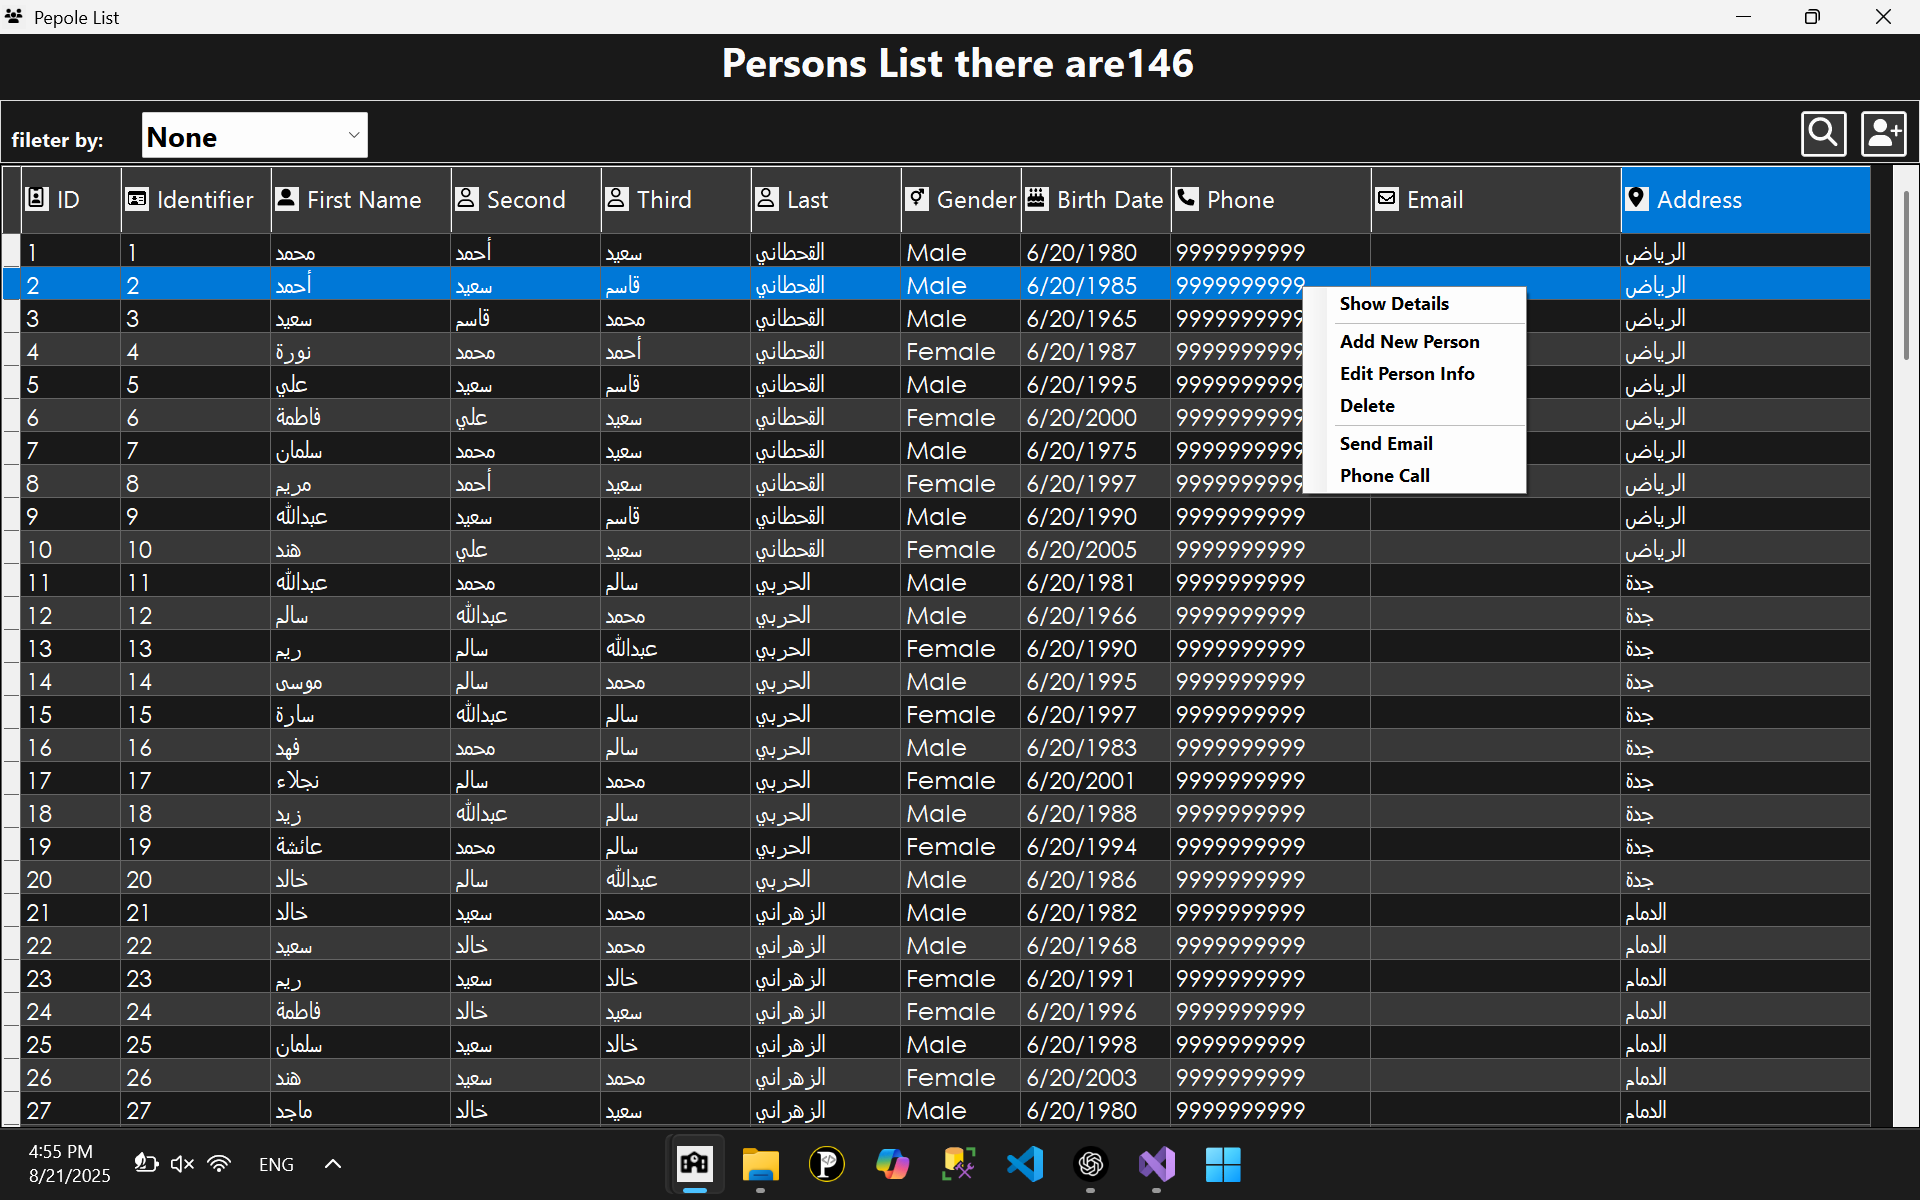 Pepole List
Persons List there are146
fileter by: None
ID Identifier First Name Second Third Last Gender Birth Date Phone Email Address
1 1 محمد أحمد سعيد القحطاني Male 6/20/1980 9999999999 الرياض
2 2 أحمد سعيد قاسم القحطاني Male 6/20/1985 9999999999 الرياض
3 3 سعيد قاسم محمد القحطاني Male 6/20/1965 9999999999 الرياض
4 4 نورة محمد أحمد القحطاني Female 6/20/1987 9999999999 الرياض
5 5 علي سعيد قاسم القحطاني Male 6/20/1995 9999999999 الرياض
6 6 فاطمة علي سعيد القحطاني Female 6/20/2000 9999999999 الرياض
7 7 سلمان محمد سعيد القحطاني Male 6/20/1975 9999999999 الرياض
8 8 مريم أحمد سعيد القحطاني Female 6/20/1997 9999999999 الرياض
9 9 عبدالله سعيد قاسم القحطاني Male 6/20/1990 9999999999 الرياض
10 10 هند علي سعيد القحطاني Female 6/20/2005 9999999999 الرياض
11 11 عبدالله محمد سالم الحربي Male 6/20/1981 9999999999 جدة
12 12 سالم عبدالله محمد الحربي Male 6/20/1966 9999999999 جدة
13 13 ريم سالم عبدالله الحربي Female 6/20/1990 9999999999 جدة
14 14 موسى سالم محمد الحربي Male 6/20/1995 9999999999 جدة
15 15 سارة عبدالله سالم الحربي Female 6/20/1997 9999999999 جدة
16 16 فهد محمد سالم الحربي Male 6/20/1983 9999999999 جدة
17 17 نجلاء سالم محمد الحربي Female 6/20/2001 9999999999 جدة
18 18 زيد عبدالله سالم الحربي Male 6/20/1988 9999999999 جدة
19 19 عائشة محمد سالم الحربي Female 6/20/1994 9999999999 جدة
20 20 خالد سالم عبدالله الحربي Male 6/20/1986 9999999999 جدة
21 21 خالد سعيد محمد الزهراني Male 6/20/1982 9999999999 الدمام
22 22 سعيد خالد محمد الزهراني Male 6/20/1968 9999999999 الدمام
23 23 ريم سعيد خالد الزهراني Female 6/20/1991 9999999999 الدمام
24 24 فاطمة خالد سعيد الزهراني Female 6/20/1996 9999999999 الدمام
25 25 سلمان سعيد خالد الزهراني Male 6/20/1998 9999999999 الدمام
26 26 هند سعيد محمد الزهراني Female 6/20/2003 9999999999 الدمام
27 27 ماجد خالد سعيد الزهراني Male 6/20/1980 9999999999 الدمام
Show Details
Add New Person
Edit Person Info
Delete
Send Email
Phone Call
4:55 PM
8/21/2025
ENG